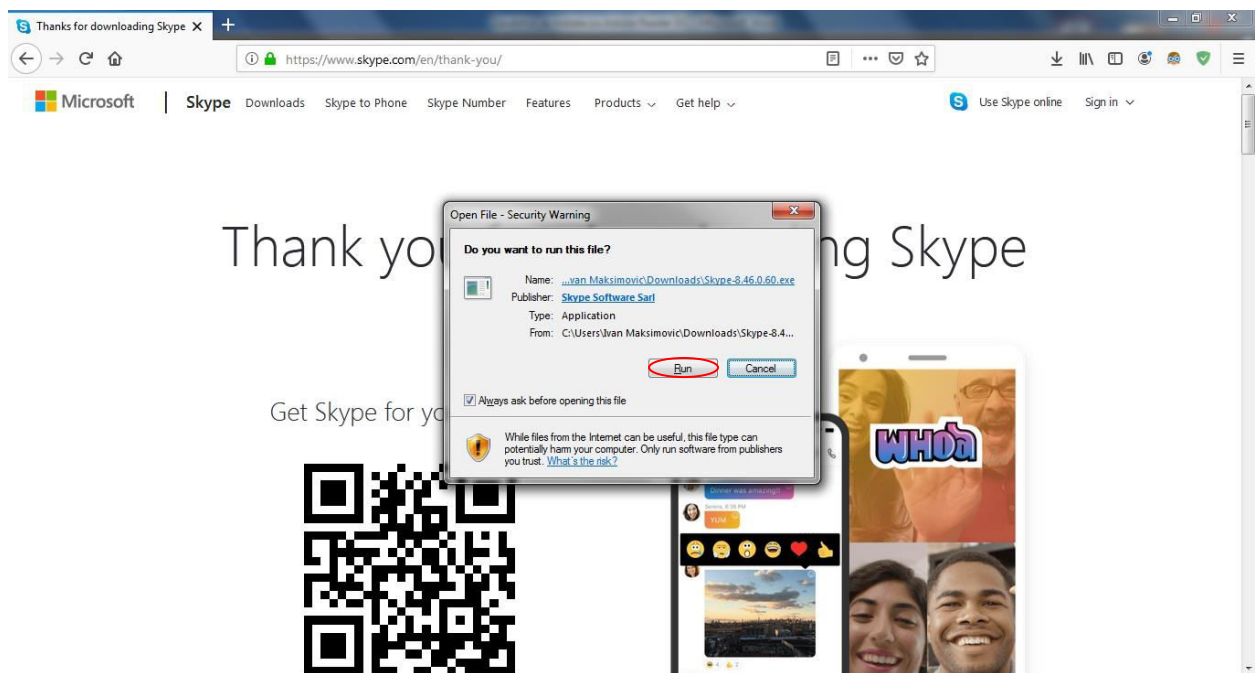 Thanks for downloading Skype
https://www.skype.com/en/thank-you/
Microsoft Skype Downloads Skype to Phone Skype Number Features Products Get help Use Skype online Sign in
Thank yo ng Skype
Open File - Security Warning
Do you want to run this file?
Name: ...van Maksimovic\Downloads\Skype-8.46.0.60.exe
Publisher: Skype Software Sarl
Type: Application
From: C:\Users\Ivan Maksimovic\Downloads\Skype-8.4...
Run Cancel
Always ask before opening this file
While files from the Internet can be useful, this file type can
potentially harm your computer. Only run software from publishers
you trust. What's the risk?
Get Skype for yo
WHOA
Dinner was amazing!!
YUM